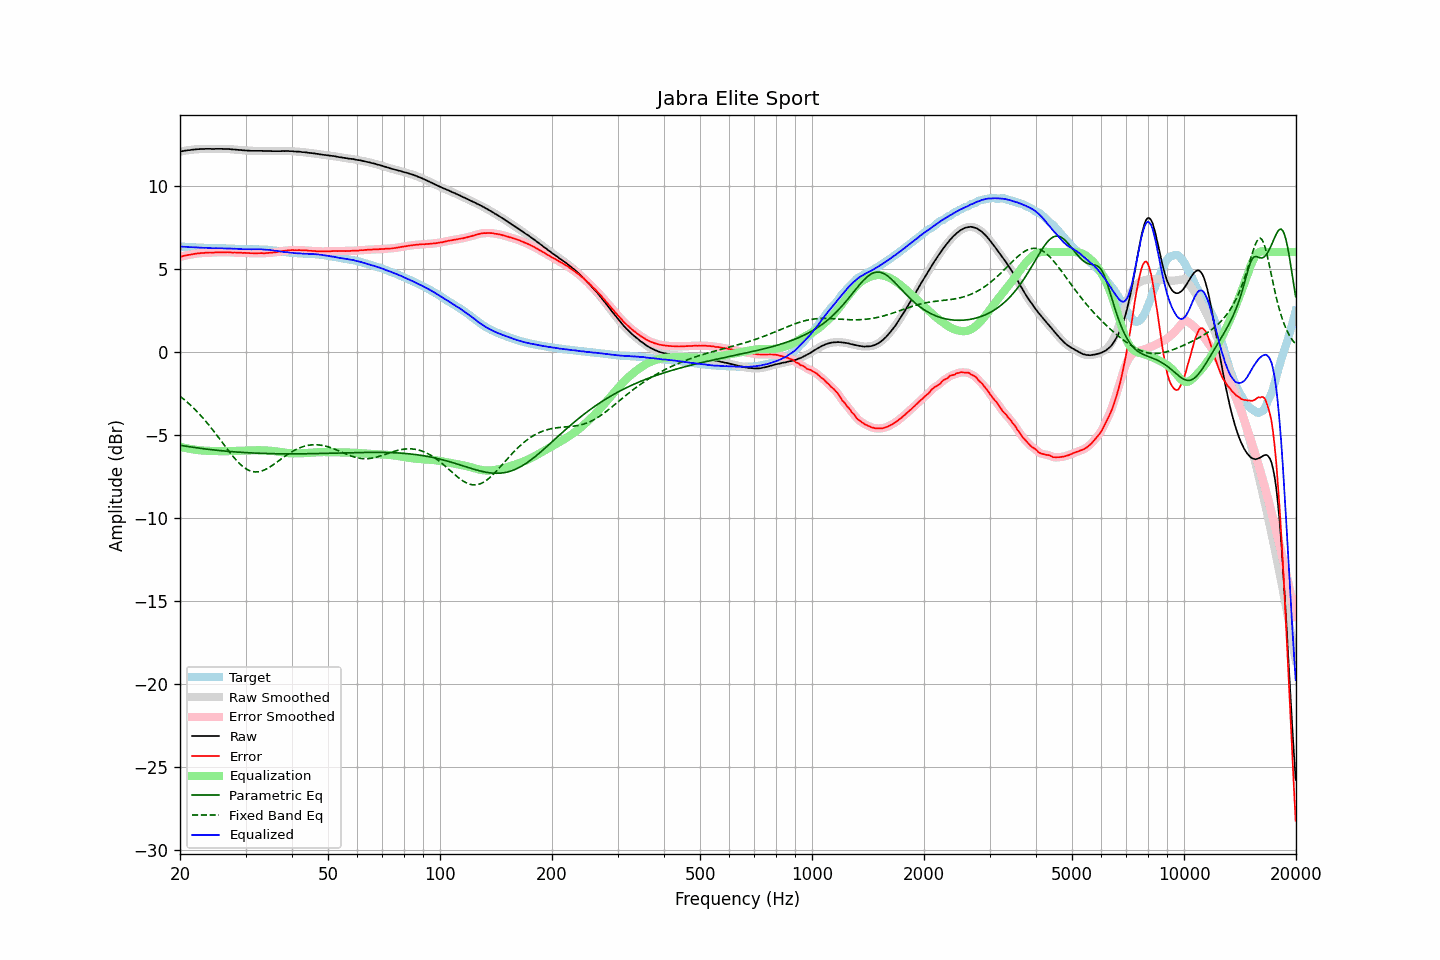 Jabra Elite Sport
Amplitude (dBr)
10
5
0
−5
−10
−15
−20
−25
−30
Target
Raw Smoothed
Error Smoothed
Raw
Error
Equalization
Parametric Eq
Fixed Band Eq
Equalized
20 50 100 200 500 1000 2000 5000 10000 20000
Frequency (Hz)